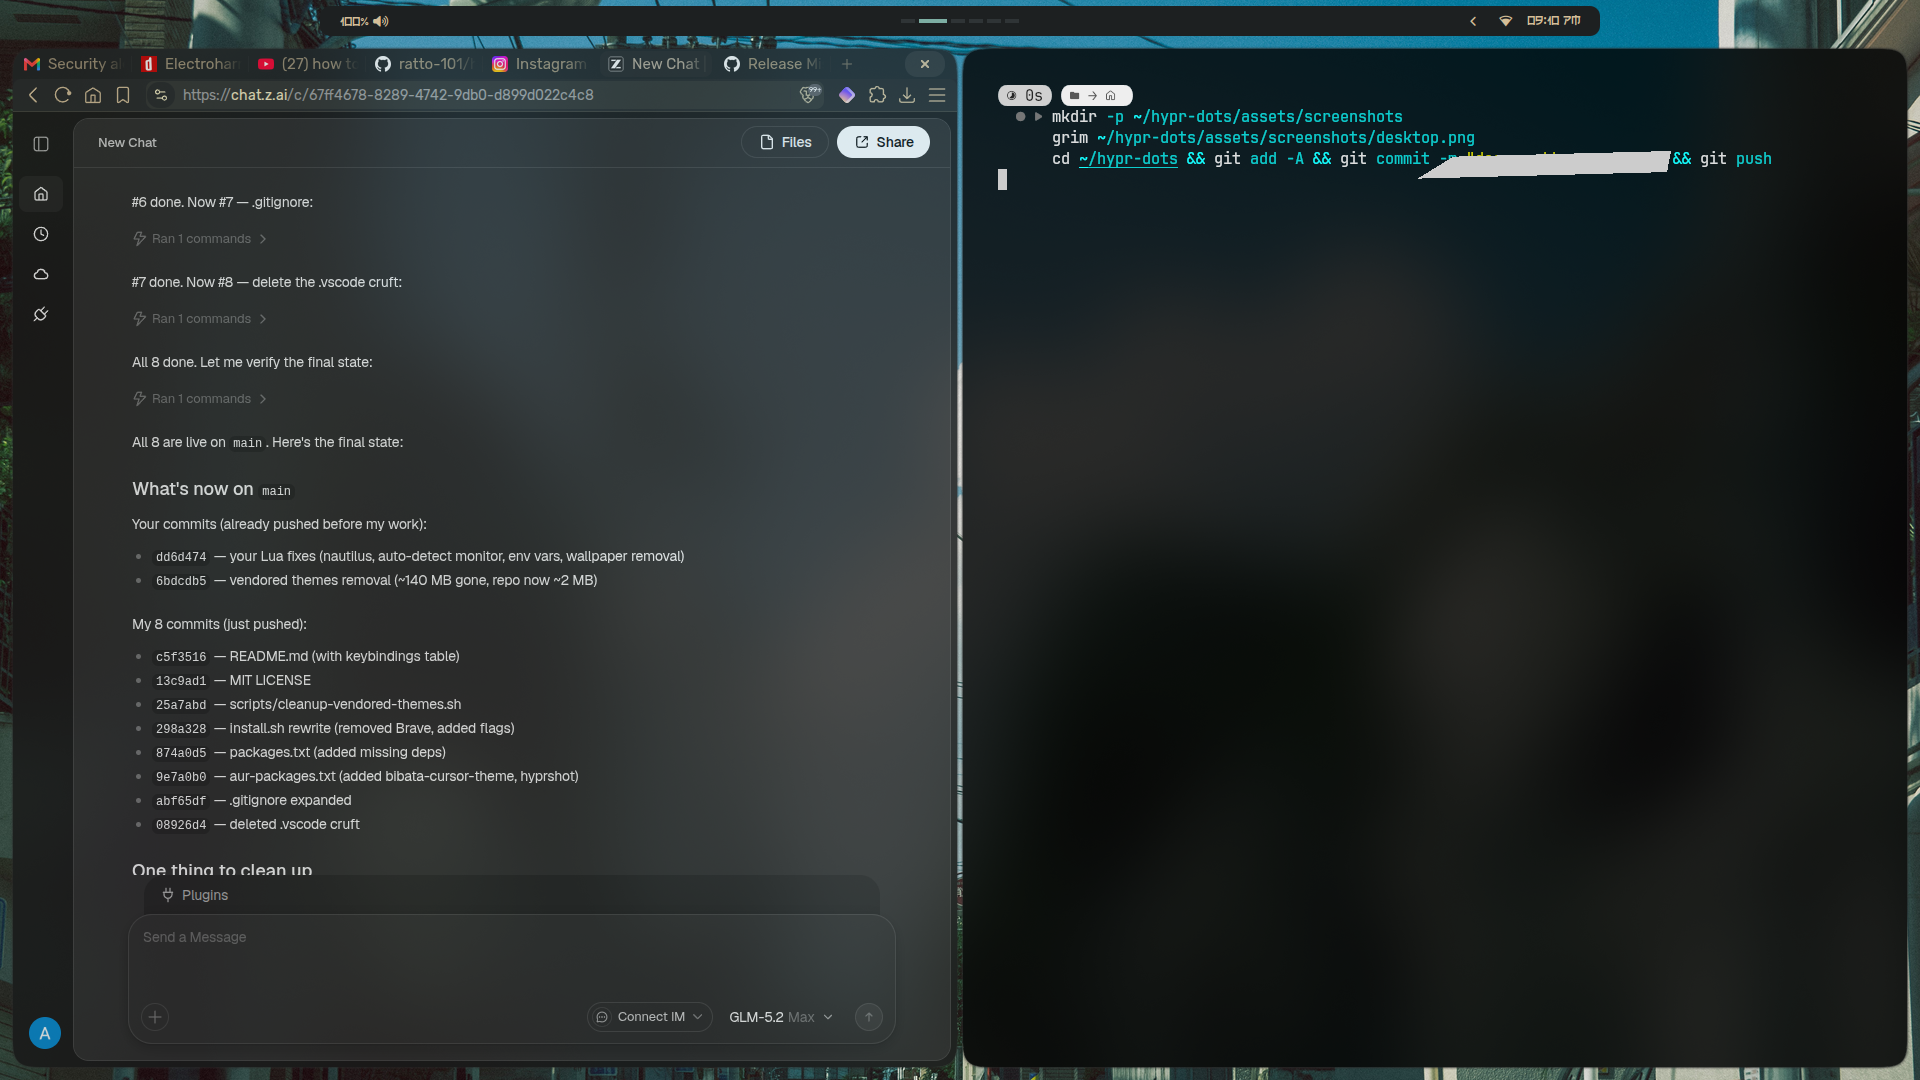 100%
09:10 PM
Security al
Electrohar
(27) how to
ratto-101/
Instagram
New Chat
Release M
https://chat.z.ai/c/67ff4678-8289-4742-9db0-d899d022c4c8
99+
New Chat
Files
Share
#6 done. Now #7 — .gitignore:
Ran 1 commands
#7 done. Now #8 — delete the .vscode cruft:
Ran 1 commands
All 8 done. Let me verify the final state:
Ran 1 commands
All 8 are live on main. Here's the final state:
What's now on main
Your commits (already pushed before my work):
dd6d474 — your Lua fixes (nautilus, auto-detect monitor, env vars, wallpaper removal)
6bdcdb5 — vendored themes removal (~140 MB gone, repo now ~2 MB)
My 8 commits (just pushed):
c5f3516 — README.md (with keybindings table)
13c9ad1 — MIT LICENSE
25a7abd — scripts/cleanup-vendored-themes.sh
298a328 — install.sh rewrite (removed Brave, added flags)
874a0d5 — packages.txt (added missing deps)
9e7a0b0 — aur-packages.txt (added bibata-cursor-theme, hyprshot)
abf65df — .gitignore expanded
08926d4 — deleted .vscode cruft
One thing to clean up
Plugins
Send a Message
Connect IM
GLM-5.2 Max
A
0s
mkdir -p ~/hypr-dots/assets/screenshots
grim ~/hypr-dots/assets/screenshots/desktop.png
cd ~/hypr-dots && git add -A && git commit && git push